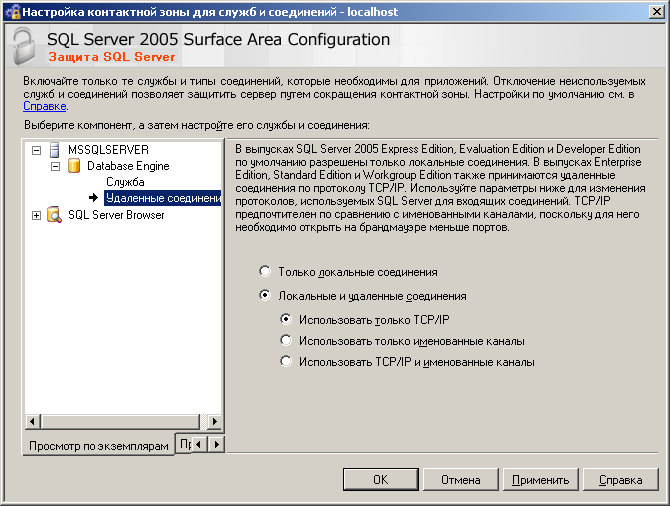 Настройка контактной зоны для служб и соединений - localhost
SQL Server 2005 Surface Area Configuration
Защита SQL Server
Включайте только те службы и типы соединений, которые необходимы для приложений. Отключение неиспользуемых
служб и соединений позволяет защитить сервер путем сокращения контактной зоны. Настройки по умолчанию см. в
Справке.
Выберите компонент, а затем настройте его службы и соединения:
MSSQLSERVER
Database Engine
Служба
Удаленные соединени
SQL Server Browser
Просмотр по экземплярам
В выпусках SQL Server 2005 Express Edition, Evaluation Edition и Developer Edition
по умолчанию разрешены только локальные соединения. В выпусках Enterprise
Edition, Standard Edition и Workgroup Edition также принимаются удаленные
соединения по протоколу TCP/IP. Используйте параметры ниже для изменения
протоколов, используемых SQL Server для входящих соединений. TCP/IP
предпочтителен по сравнению с именованными каналами, поскольку для него
необходимо открыть на брандмауэре меньше портов.
Только локальные соединения
Локальные и удаленные соединения
Использовать только TCP/IP
Использовать только именованные каналы
Использовать TCP/IP и именованные каналы
OK
Отмена
Применить
Справка